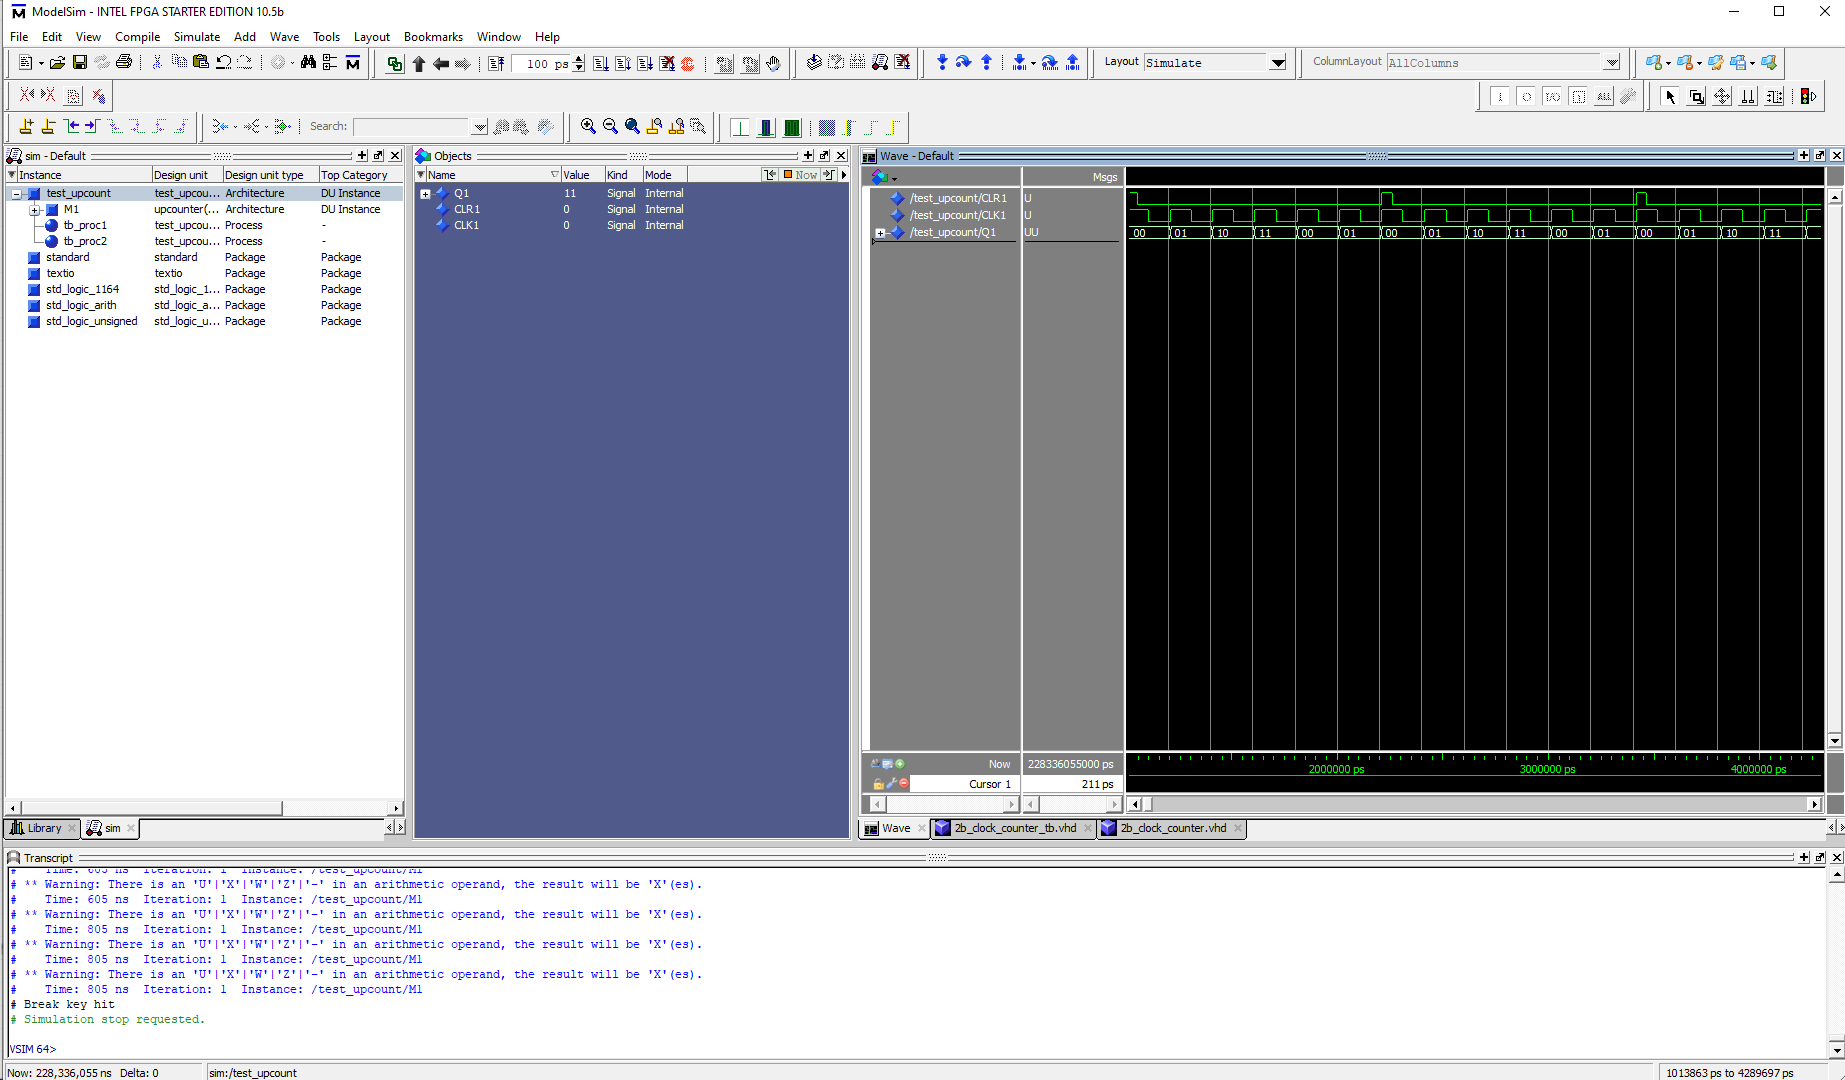 ModelSim - INTEL FPGA STARTER EDITION 10.5b
File Edit View Compile Simulate Add Wave Tools Layout Bookmarks Window Help
100 ps
Layout Simulate
ColumnLayout AllColumns
Search:
sim - Default
Instance Design unit Design unit type Top Category
test_upcount test_upcou... Architecture DU Instance
M1 upcounter(... Architecture DU Instance
tb_proc1 test_upcou... Process -
tb_proc2 test_upcou... Process -
standard standard Package Package
textio textio Package Package
std_logic_1164 std_logic_1... Package Package
std_logic_arith std_logic_a... Package Package
std_logic_unsigned std_logic_u... Package Package
Library sim
Objects
Name Value Kind Mode Now
Q1 11 Signal Internal
CLR1 0 Signal Internal
CLK1 0 Signal Internal
Wave - Default
Msgs
/test_upcount/CLR1 U
/test_upcount/CLK1 U
/test_upcount/Q1 UU 00 01 10 11 00 01 00 01 10 11 00 01 00 01 10 11
Now 228336055000 ps 2000000 ps 3000000 ps 4000000 ps
Cursor 1 211 ps
Wave 2b_clock_counter_tb.vhd 2b_clock_counter.vhd
Transcript
# Time: 605 ns Iteration: 1 Instance: /test_upcount/M1
# ** Warning: There is an 'U'|'X'|'W'|'Z'|'-' in an arithmetic operand, the result will be 'X'(es).
# Time: 605 ns Iteration: 1 Instance: /test_upcount/M1
# ** Warning: There is an 'U'|'X'|'W'|'Z'|'-' in an arithmetic operand, the result will be 'X'(es).
# Time: 805 ns Iteration: 1 Instance: /test_upcount/M1
# ** Warning: There is an 'U'|'X'|'W'|'Z'|'-' in an arithmetic operand, the result will be 'X'(es).
# Time: 805 ns Iteration: 1 Instance: /test_upcount/M1
# ** Warning: There is an 'U'|'X'|'W'|'Z'|'-' in an arithmetic operand, the result will be 'X'(es).
# Time: 805 ns Iteration: 1 Instance: /test_upcount/M1
# Break key hit
# Simulation stop requested.
VSIM 64>
Now: 228,336,055 ns Delta: 0 sim:/test_upcount 1013863 ps to 4289697 ps